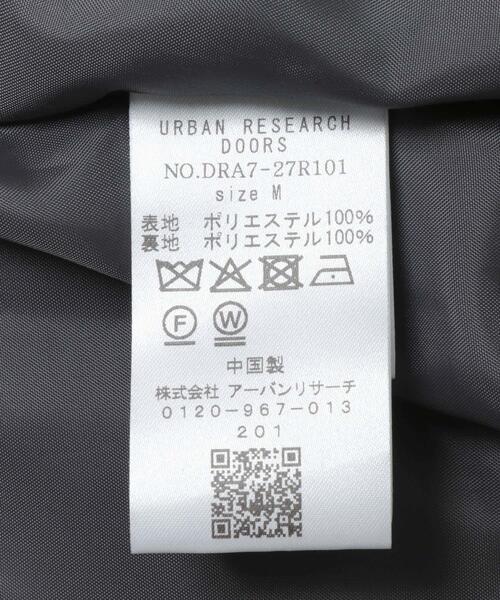 URBAN RESEARCH
DOORS
NO.DRA7-27R101
size M
表地 ポリエステル100%
裏地 ポリエステル100%
F W
中国製
株式会社 アーバンリサーチ
0120-967-013
201